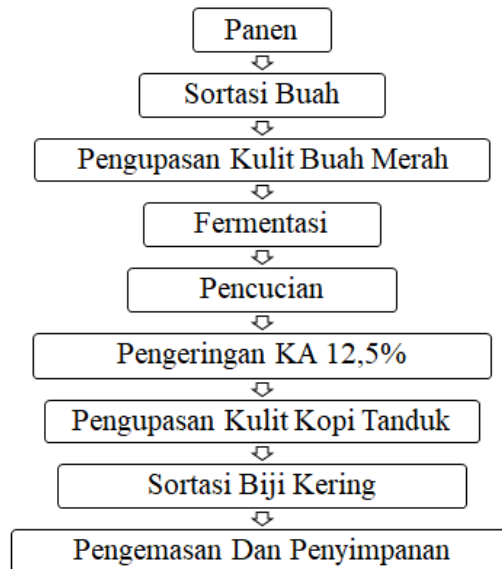 Panen
Sortasi Buah
Pengupasan Kulit Buah Merah
Fermentasi
Pencucian
Pengeringan KA 12,5%
Pengupasan Kulit Kopi Tanduk
Sortasi Biji Kering
Pengemasan Dan Penyimpanan